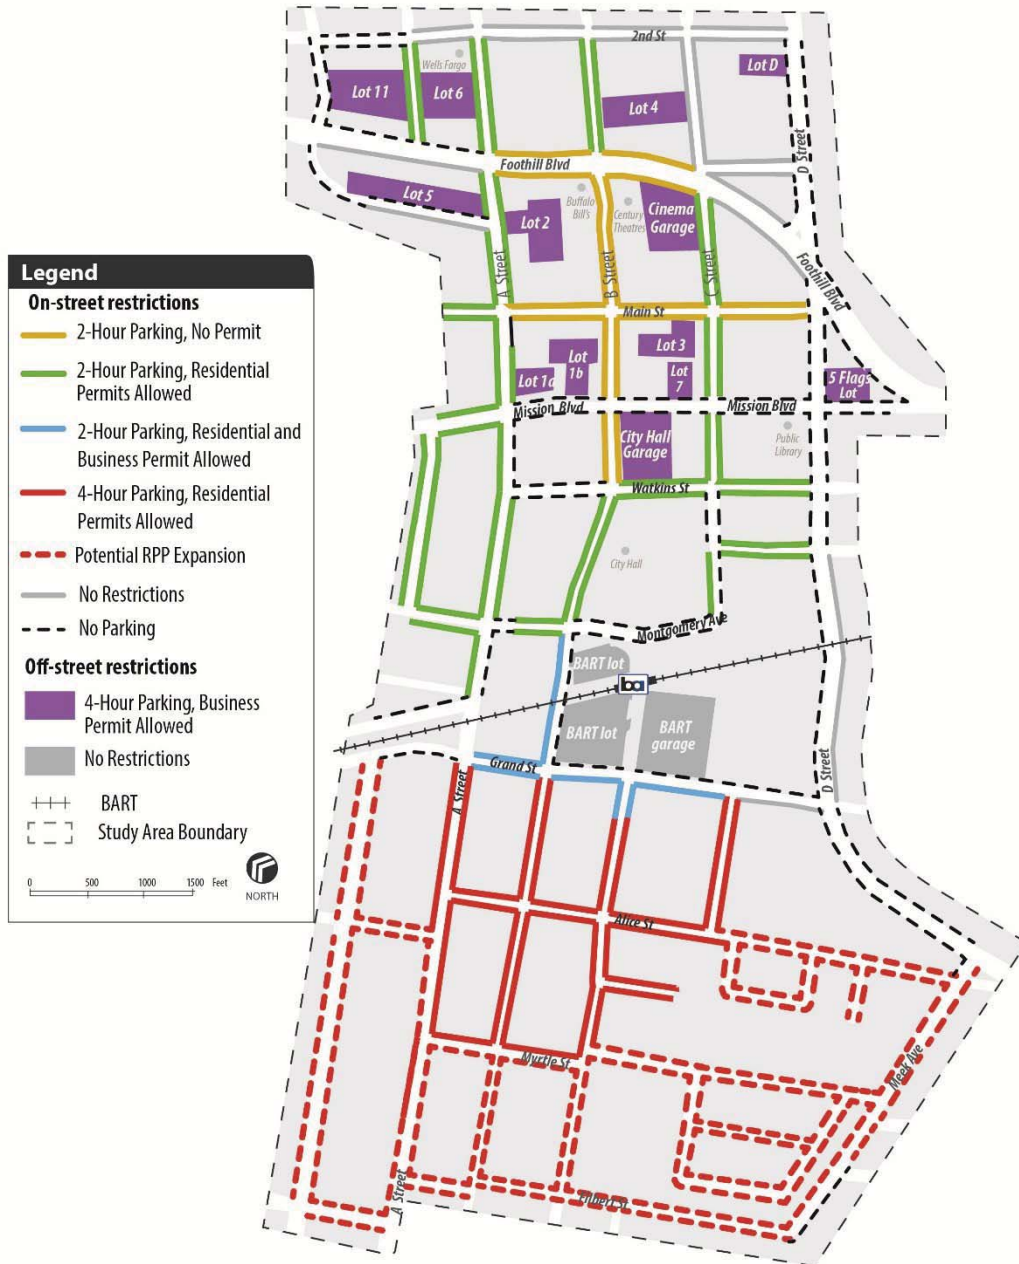 2nd St
Wells Fargo
Lot D
Lot 11
Lot 6
Lot 4
D Street
Foothill Blvd
Lot 5
Buffalo
Bill's
Century
Theatres
Cinema
Garage
Lot 2
A Street
B Street
C Street
Foothill Blvd
Main St
Lot
1b
Lot 3
Lot 1a
Lot
7
5 Flags
Lot
Mission Blvd
Mission Blvd
City Hall
Garage
Public
Library
Watkins St
City Hall
Montgomery Ave
BART lot
ba
BART lot
BART
garage
Grand St
A Street
D Street
Alice St
Myrtle St
Meek Ave
A Street
Elmhurst St
Legend
On-street restrictions
2-Hour Parking, No Permit
2-Hour Parking, Residential
Permits Allowed
2-Hour Parking, Residential and
Business Permit Allowed
4-Hour Parking, Residential
Permits Allowed
Potential RPP Expansion
No Restrictions
No Parking
Off-street restrictions
4-Hour Parking, Business
Permit Allowed
No Restrictions
BART
Study Area Boundary
0 500 1000 1500 Feet
NORTH